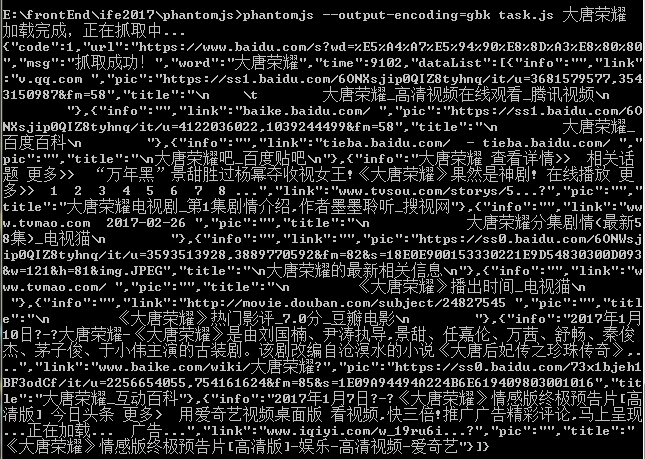 E:\frontEnd\ife2017\phantomjs>phantomjs --output-encoding=gbk task.js 大唐荣耀
加载完成，正在抓取中...
{"code":1,"url":"https://www.baidu.com/s?wd=%E5%A4%A7%E5%94%90%E8%8D%A3%E8%80%80
","msg":"抓取成功！","word":"大唐荣耀","time":9102,"dataList":[{"info":"","link"
:"v.qq.com ","pic":"https://ss1.baidu.com/6ONXsjip0QIZ8tyhnq/it/u=3681579577,354
3150987&fm=58","title":"\n      \t      大唐荣耀_高清视频在线观看_腾讯视频\n
        "},{"info":"","link":"baike.baidu.com/ ","pic":"https://ss1.baidu.com/6O
NXsjip0QIZ8tyhnq/it/u=4122036022,1039244499&fm=58","title":"\n        大唐荣耀_
百度百科\n        "},{"info":"","link":"tieba.baidu.com/  - tieba.baidu.com/ ","
pic":"","title":"\n        大唐荣耀吧_百度贴吧\n        "},{"info":"大唐荣耀 查看详情>>  相关话
题 更多>>  “万年黑”景甜胜过杨幂夺收视女王!《大唐荣耀》果然是神剧! 在线播放 更
多>>  1  2  3  4  5  6  7  8 ...","link":"www.tvsou.com/storys/5...?","pic":"","
title":"大唐荣耀电视剧_第1集剧情介绍,作者墨墨聆听_搜视网"},{"info":"","link":"ww
w.tvmao.com  2017-02-26 ","pic":"","title":"\n        大唐荣耀分集剧情(最新5
8集)_电视猫\n        "},{"info":"","link":"","pic":"https://ss0.baidu.com/6ONWsj
ip0QIZ8tyhnq/it/u=3593513928,3889770592&fm=82&s=18E0E900153330221E9D54830300D093
&w=121&h=81&img.JPEG","title":"\n大唐荣耀的最新相关信息\n"},{"info":"","link":"w
ww.tvmao.com/ ","pic":"","title":"\n        《大唐荣耀》播出时间_电视猫\n
        "},{"info":"","link":"http://movie.douban.com/subject/24827545 ","pic":"","titl
e":"\n        《大唐荣耀》热门影评_7.0分_豆瓣电影\n        "},{"info":"2017年1月
10日?-?大唐荣耀-《大唐荣耀》是由刘国楠、尹涛执导,景甜、任嘉伦、万茜、舒畅、秦俊
杰、茅子俊、于小伟主演的古装剧。该剧改编自沧溟水的小说《大唐后妃传之珍珠传奇》...
..","link":"www.baike.com/wiki/大唐荣耀?","pic":"https://ss0.baidu.com/73x1bjeh1
BF3odCf/it/u=2256654055,754161624&fm=85&s=1E09A94494A224B6E619409803001016","tit
le":"大唐荣耀_互动百科"},{"info":"2017年1月7日?-?《大唐荣耀》情感版终极预告片[高
清版] 今日头条 更多>  用爱奇艺视频桌面版 看视频,快三倍!推广广告精彩评论,马上呈现
...正在加载...  广告...","link":"www.iqiyi.com/w_19ru6i...?","pic":"","title":"
《大唐荣耀》情感版终极预告片[高清版]-娱乐-高清视频-爱奇艺"}]}